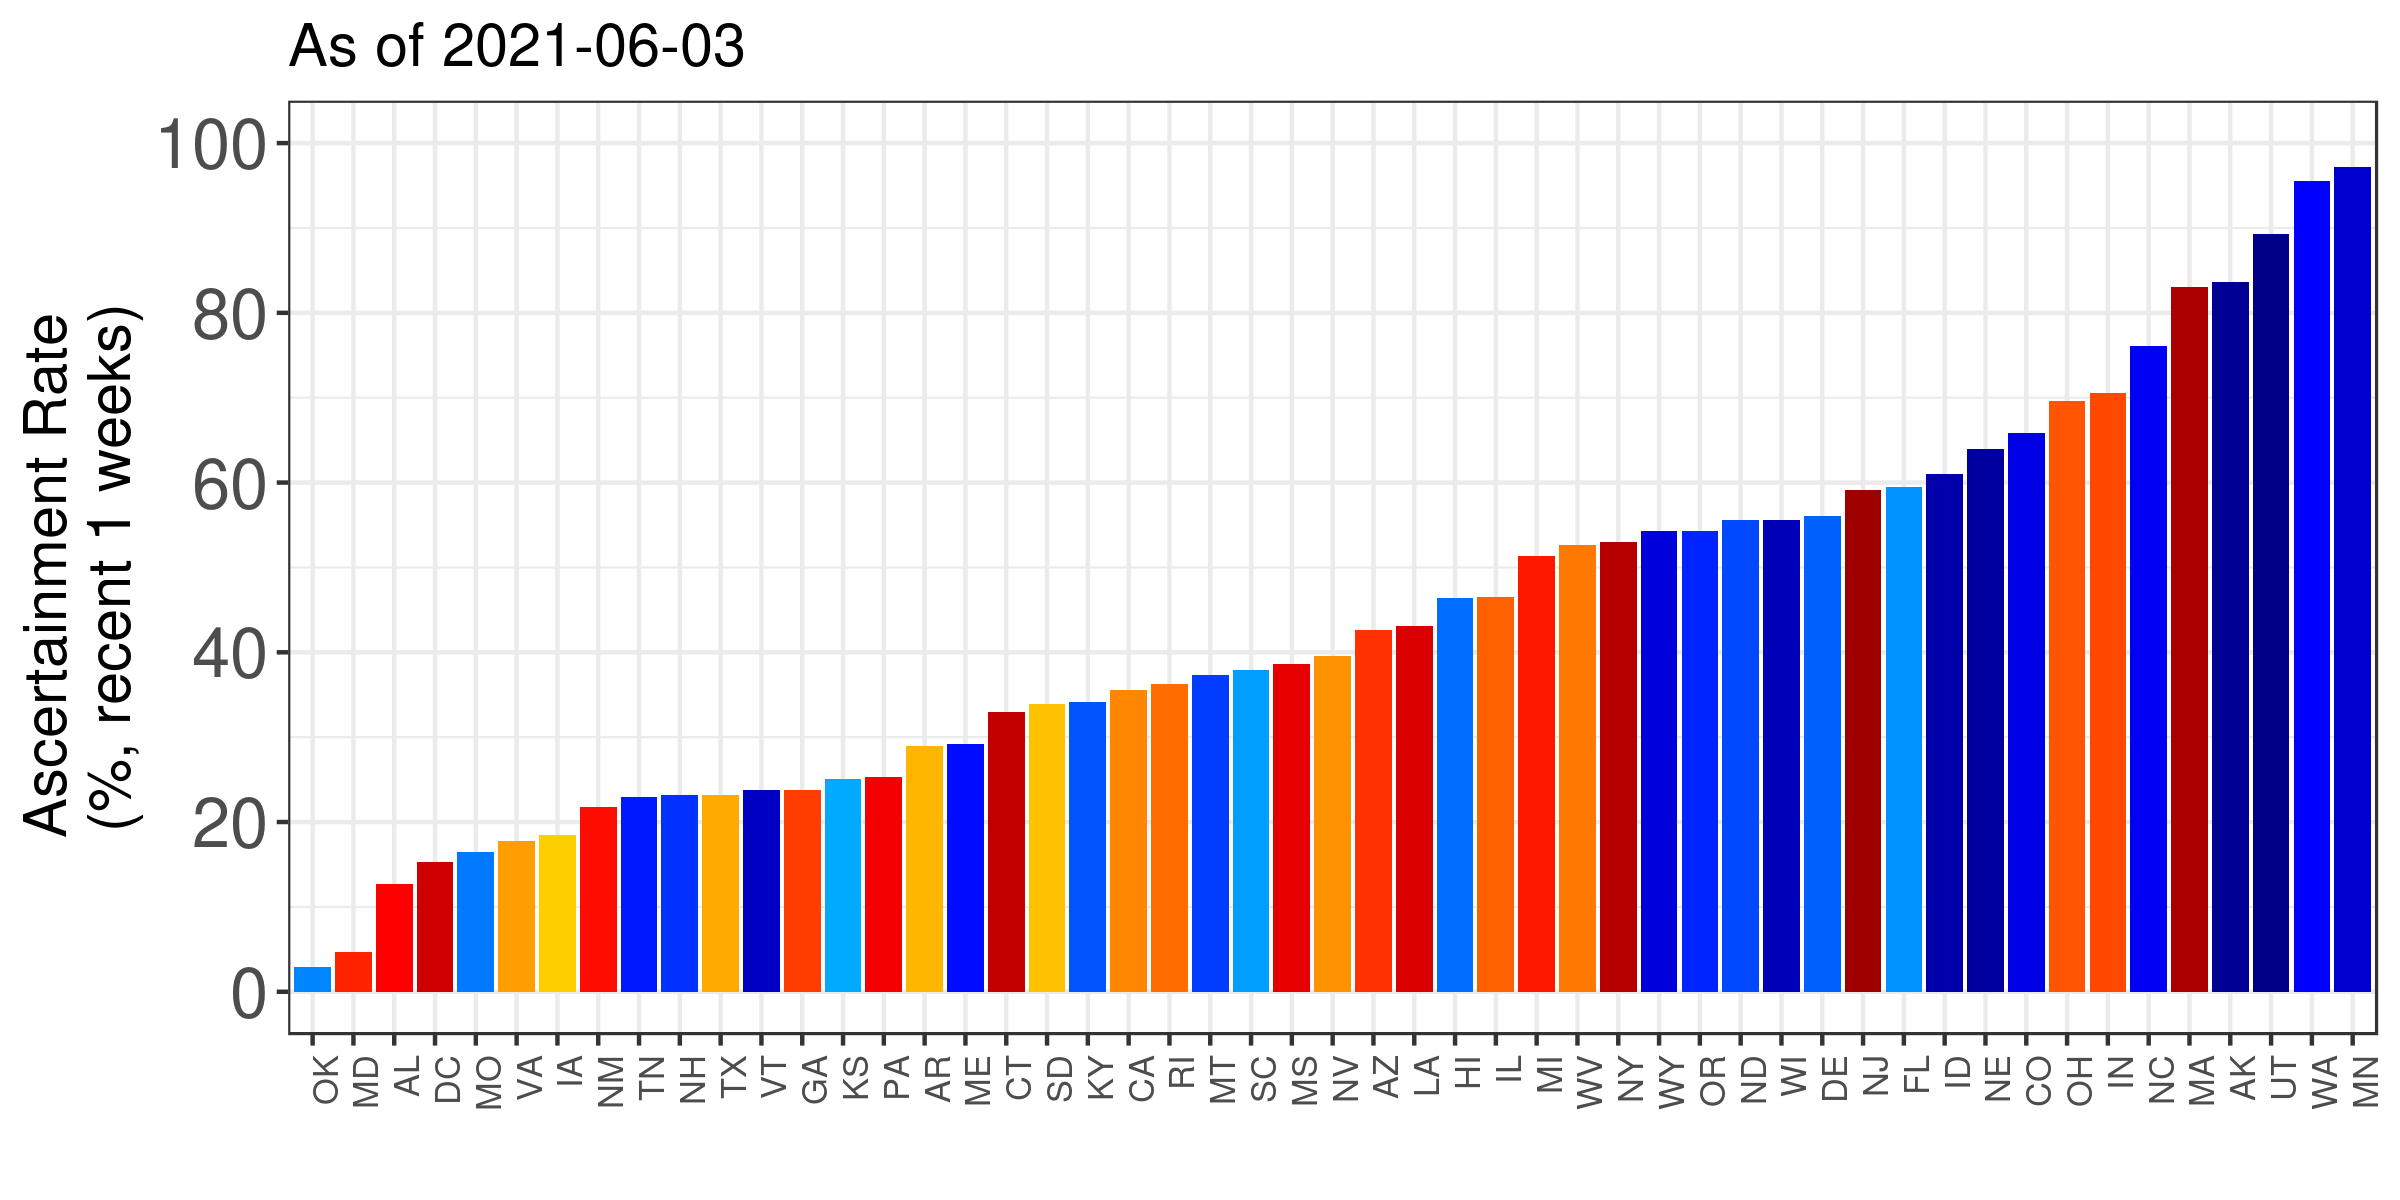 As of 2021-06-03
Ascertainment Rate
(%, recent 1 weeks)
100
80
60
40
20
0
OK MD AL DC MO VA IA NM TN NH TX VT GA KS PA AR ME CT SD KY CA RI MT SC MS NV AZ LA HI IL MI WV NY WY OR ND WI DE NJ FL ID NE CO OH IN NC MA AK UT WA MN